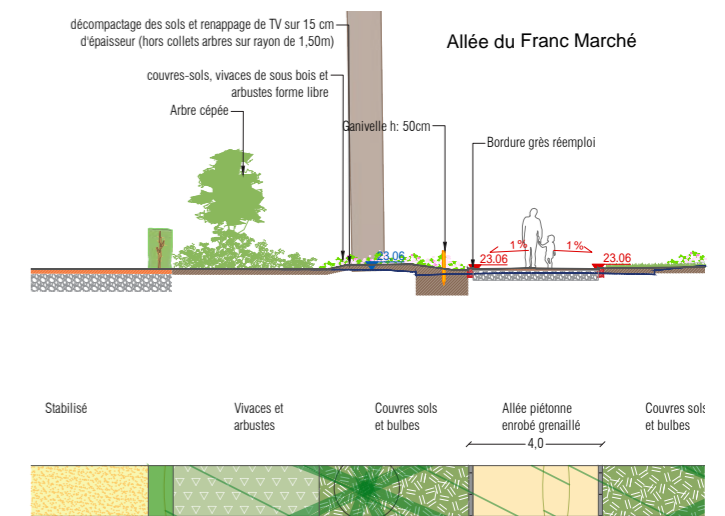 décompactage des sols et renappage de TV sur 15 cm
d'épaisseur (hors collets arbres sur rayon de 1,50m)
Allée du Franc Marché
couvres-sols, vivaces de sous bois et
arbustes forme libre
Arbre cépée
Ganivelle h: 50cm
Bordure grès réemploi
1%
1%
23.06
23.06
23.06
Stabilisé
Vivaces et
arbustes
Couvres sols
et bulbes
Allée piétonne
enrobé grenaillé
Couvres sols
et bulbes
4,0